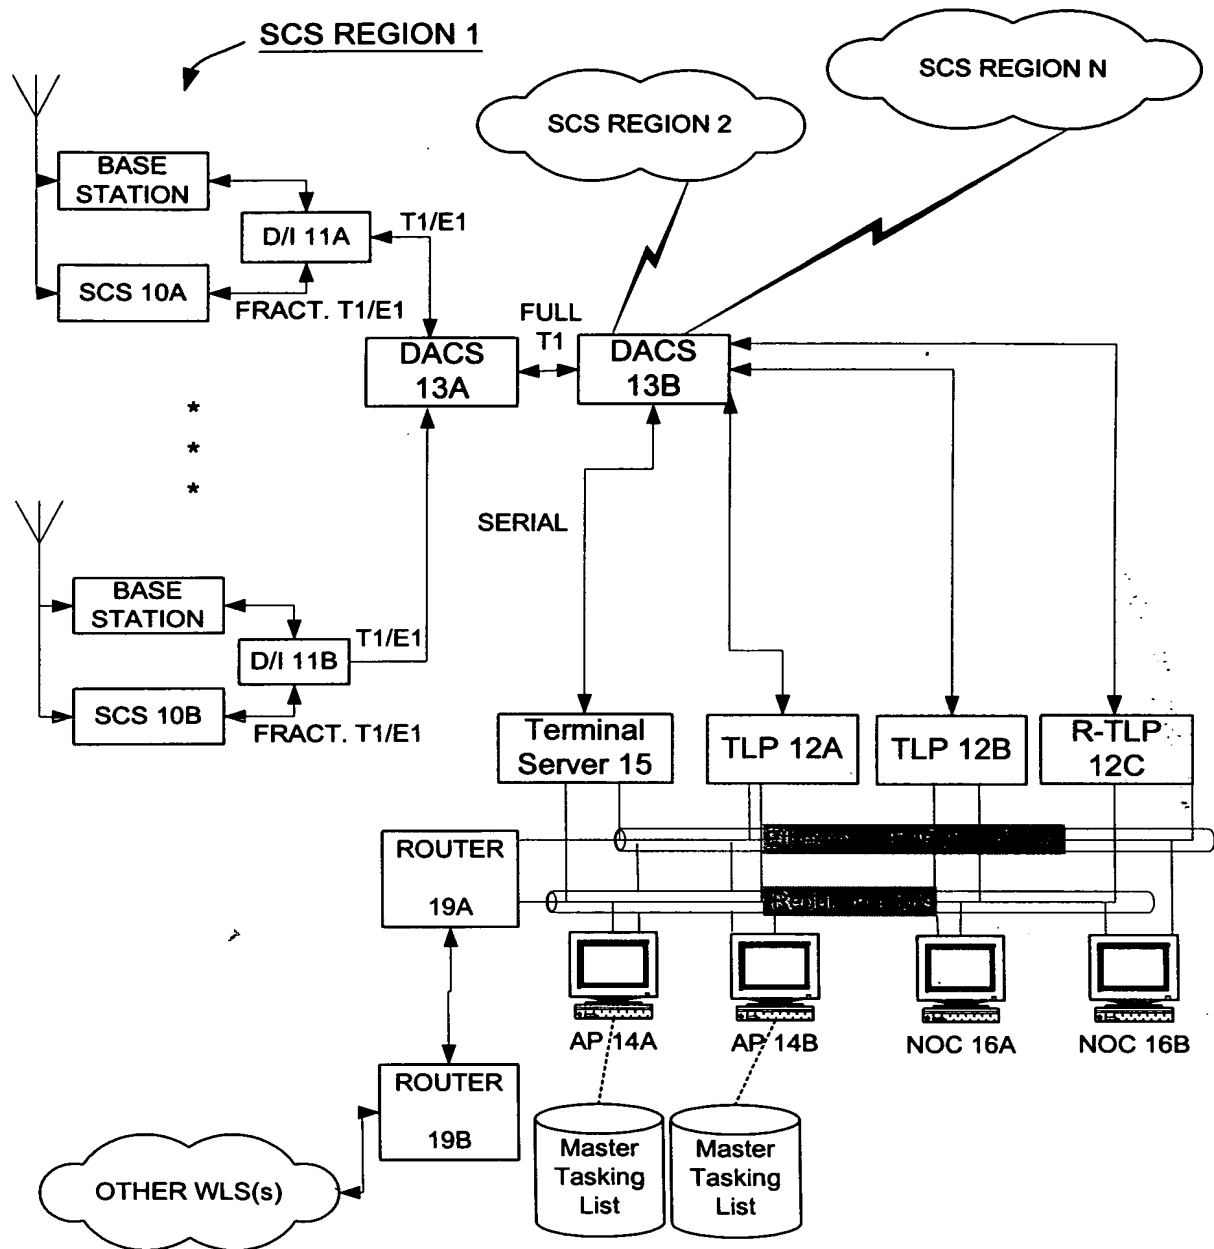 SCS REGION 1
SCS REGION N
SCS REGION 2
BASE
STATION
D/I 11A
T1/E1
SCS 10A
FRACT. T1/E1
FULL
T1
DACS
13A
DACS
13B
*
*
*
SERIAL
BASE
STATION
D/I 11B
T1/E1
SCS 10B
FRACT. T1/E1
Terminal
Server 15
TLP 12A
TLP 12B
R-TLP
12C
ROUTER
19A
AP 14A
AP 14B
NOC 16A
NOC 16B
ROUTER
19B
Master
Tasking
List
Master
Tasking
List
OTHER WLS(s)